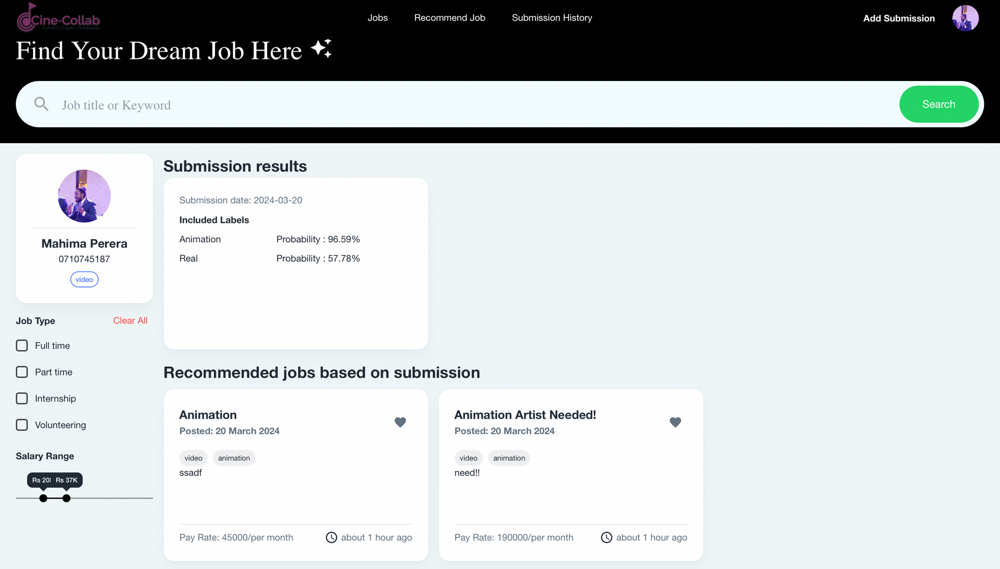 Cine-Collab
Connect | Create | Collabarate
Jobs
Recommend Job
Submission History
Add Submission
Find Your Dream Job Here
Job title or Keyword
Search
Mahima Perera
0710745187
video
Job Type
Clear All
Full time
Part time
Internship
Volunteering
Salary Range
Rs 20
Rs 37K
Submission results
Submission date: 2024-03-20
Included Labels
Animation Probability : 96.59%
Real Probability : 57.78%
Recommended jobs based on submission
Animation
Posted: 20 March 2024
video animation
ssadf
Pay Rate: 45000/per month about 1 hour ago
Animation Artist Needed!
Posted: 20 March 2024
video animation
need!!
Pay Rate: 190000/per month about 1 hour ago